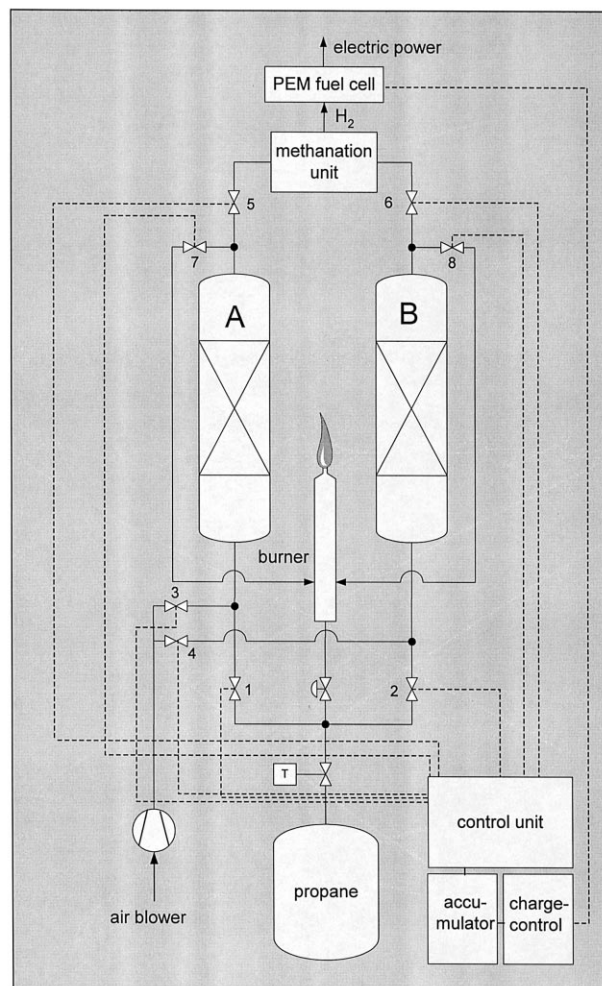 electric power
PEM fuel cell
H₂
methanation
unit
5
6
7
8
A
B
burner
3
4
1
2
T
control unit
propane
accu-
mulator
charge-
control
air blower